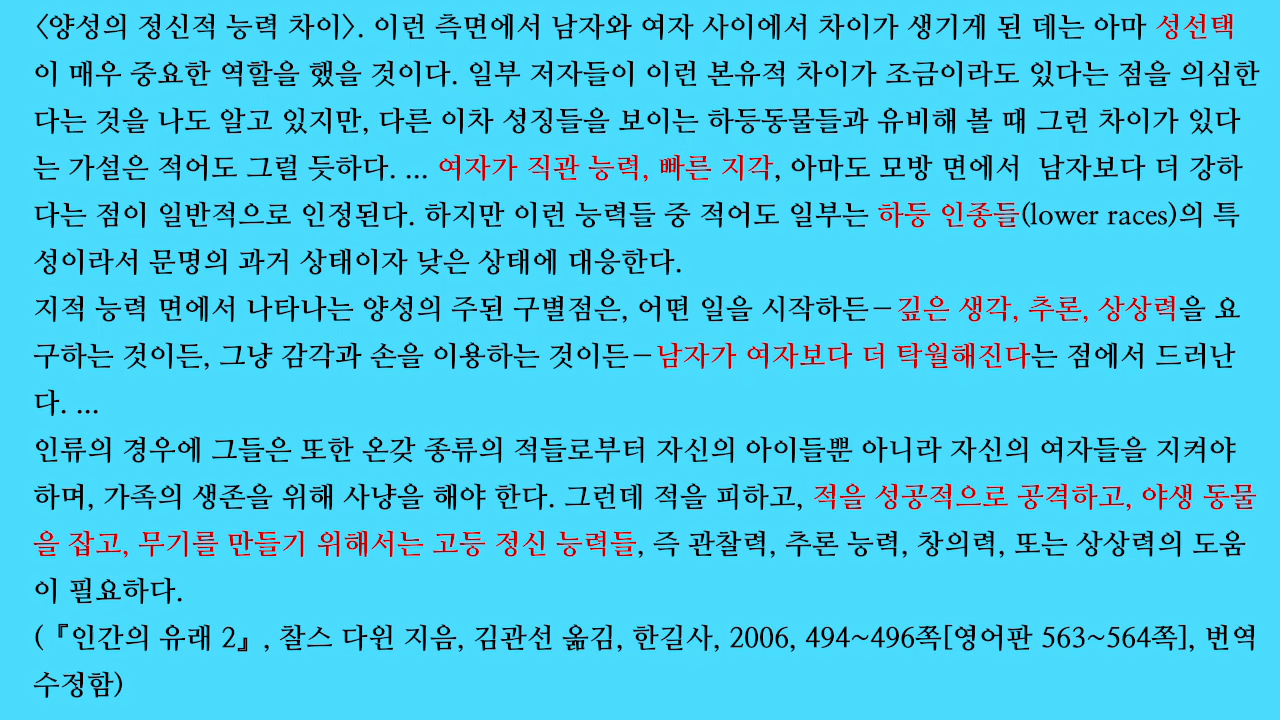 〈양성의 정신적 능력 차이〉. 이런 측면에서 남자와 여자 사이에서 차이가 생기게 된 데는 아마 성선택
이 매우 중요한 역할을 했을 것이다. 일부 저자들이 이런 본유적 차이가 조금이라도 있다는 점을 의심한
다는 것을 나도 알고 있지만, 다른 이차 성징들을 보이는 하등동물들과 유비해 볼 때 그런 차이가 있다
는 가설은 적어도 그럴 듯하다. ... 여자가 직관 능력, 빠른 지각, 아마도 모방 면에서 남자보다 더 강하
다는 점이 일반적으로 인정된다. 하지만 이런 능력들 중 적어도 일부는 하등 인종들(lower races)의 특
성이라서 문명의 과거 상태이자 낮은 상태에 대응한다.
지적 능력 면에서 나타나는 양성의 주된 구별점은, 어떤 일을 시작하든–깊은 생각, 추론, 상상력을 요
구하는 것이든, 그냥 감각과 손을 이용하는 것이든–남자가 여자보다 더 탁월해진다는 점에서 드러난
다. ...
인류의 경우에 그들은 또한 온갖 종류의 적들로부터 자신의 아이들뿐 아니라 자신의 여자들을 지켜야
하며, 가족의 생존을 위해 사냥을 해야 한다. 그런데 적을 피하고, 적을 성공적으로 공격하고, 야생 동물
을 잡고, 무기를 만들기 위해서는 고등 정신 능력들, 즉 관찰력, 추론 능력, 창의력, 또는 상상력의 도움
이 필요하다.
(『인간의 유래 2』, 찰스 다윈 지음, 김관선 옮김, 한길사, 2006, 494~496쪽[영어판 563~564쪽], 번역
수정함)